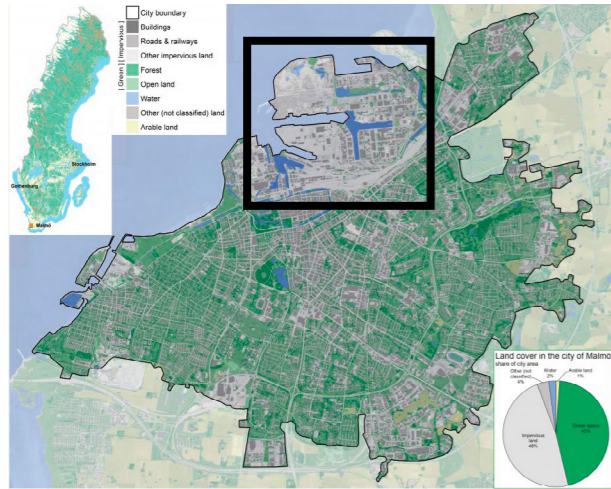 City boundary
Buildings
Roads & railways
Other impervious land
Forest
Open land
Water
Other (not classified) land
Arable land
[ Green ] [ Impervious ]
Stockholm
Gothenburg
Malmö
Land cover in the city of Malmö
share of city area
Other (not classified)
4%
Water
2%
Arable land
1%
Green space
Impervious
land